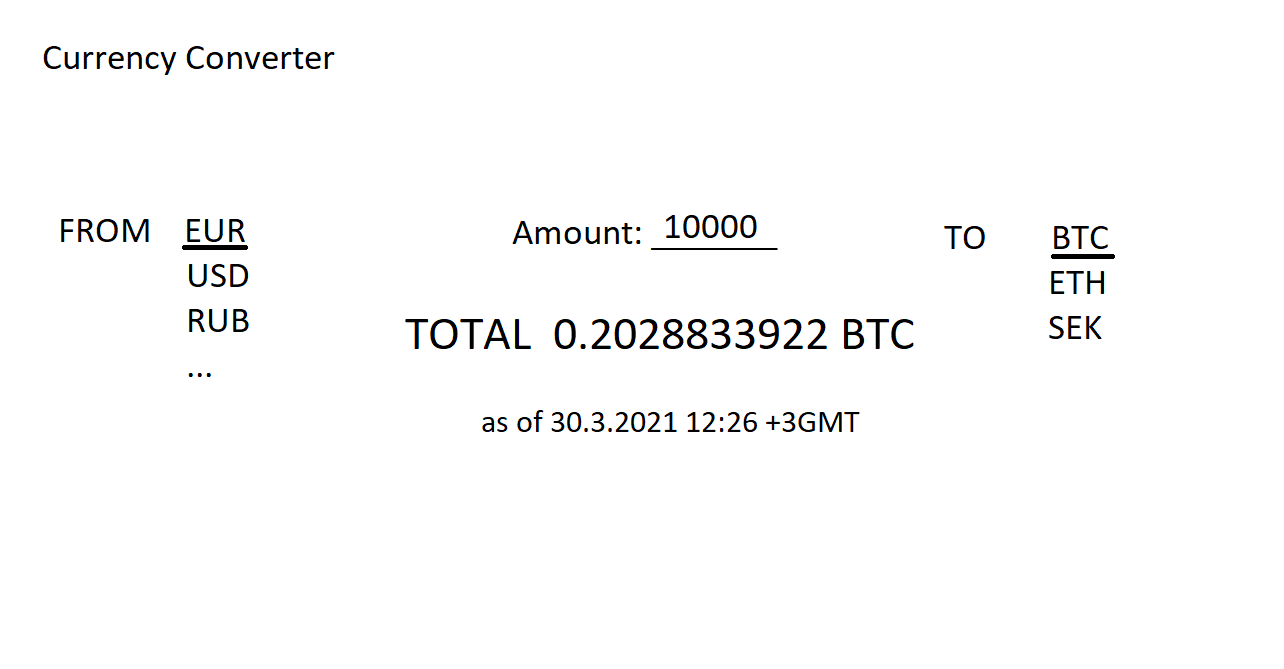 Currency Converter
FROM EUR Amount: 10000 TO BTC
USD ETH
RUB TOTAL 0.2028833922 BTC SEK
...
as of 30.3.2021 12:26 +3GMT